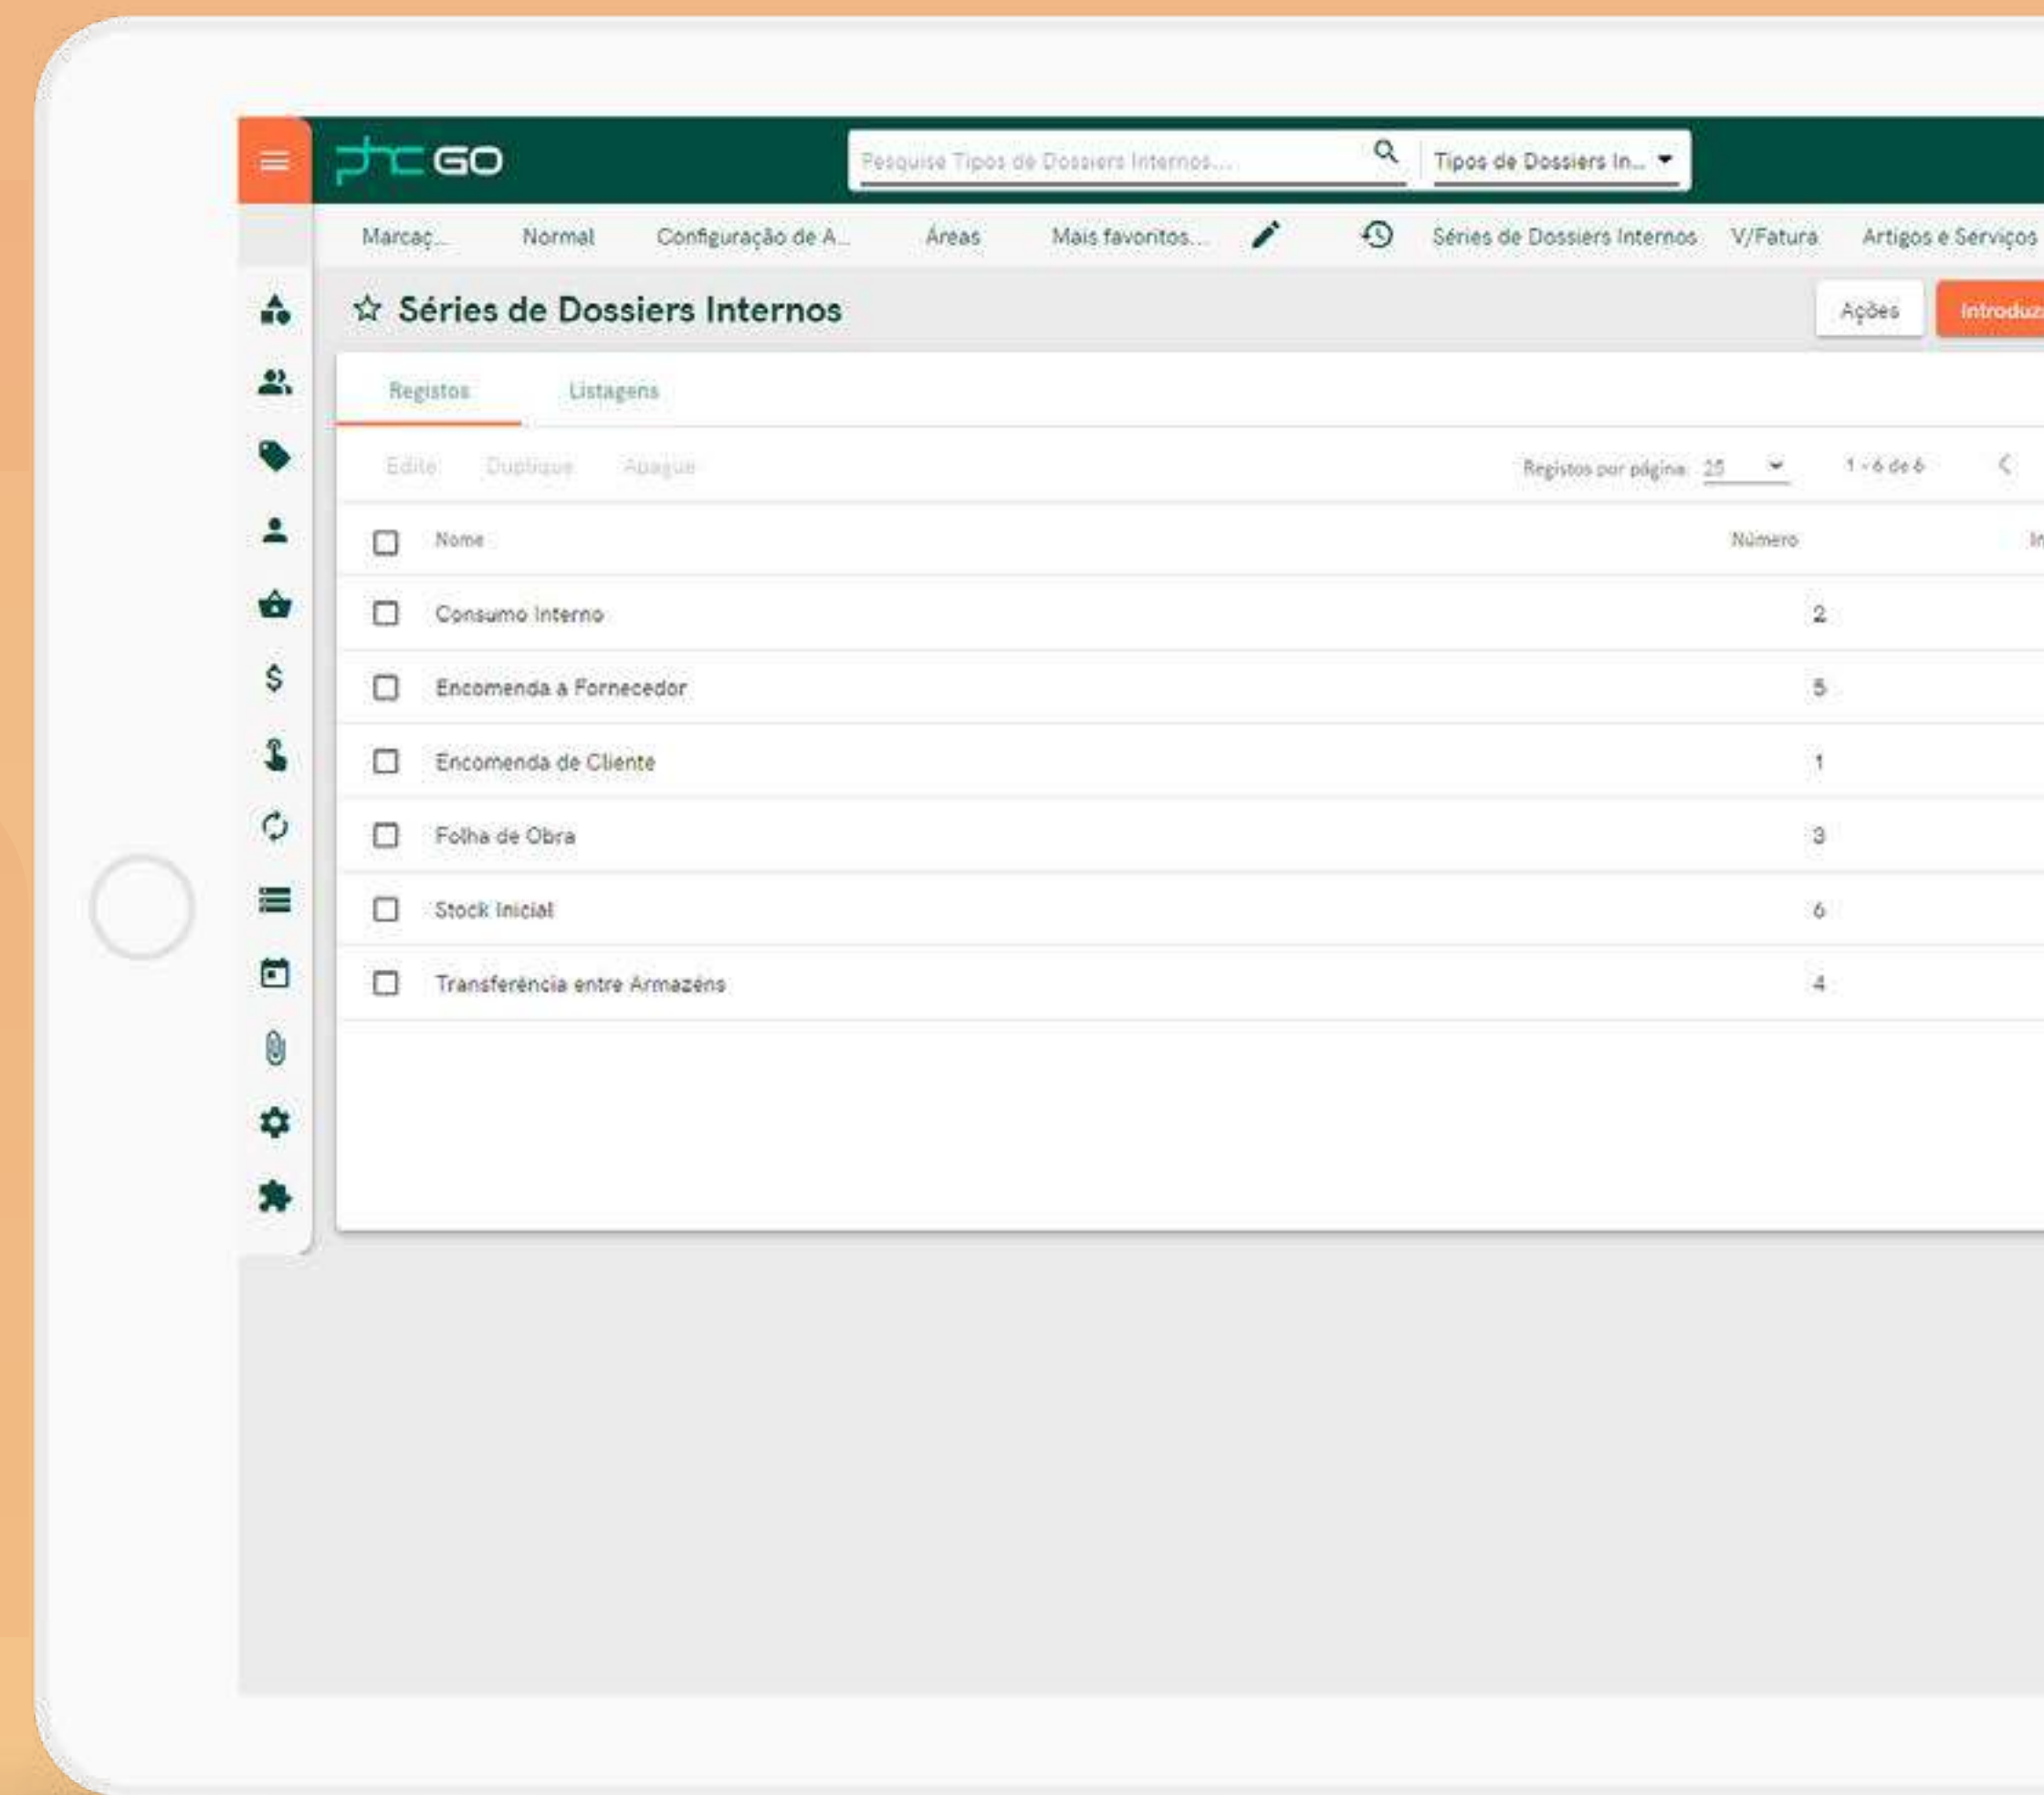 phc GO
Pesquise Tipos de Dossiers Internos...
Tipos de Dossiers In...
Marcaç...
Normal
Configuração de A...
Áreas
Mais favoritos...
Séries de Dossiers Internos
V/Fatura
Artigos e Serviços
Séries de Dossiers Internos
Ações
Registos
Listagens
Edite
Duplique
Apague
Registos por página: 25
1 - 6 de 6
Nome
Número
Consumo Interno 2
Encomenda a Fornecedor 5
Encomenda de Cliente 1
Folha de Obra 3
Stock Inicial 6
Transferência entre Armazéns 4
$